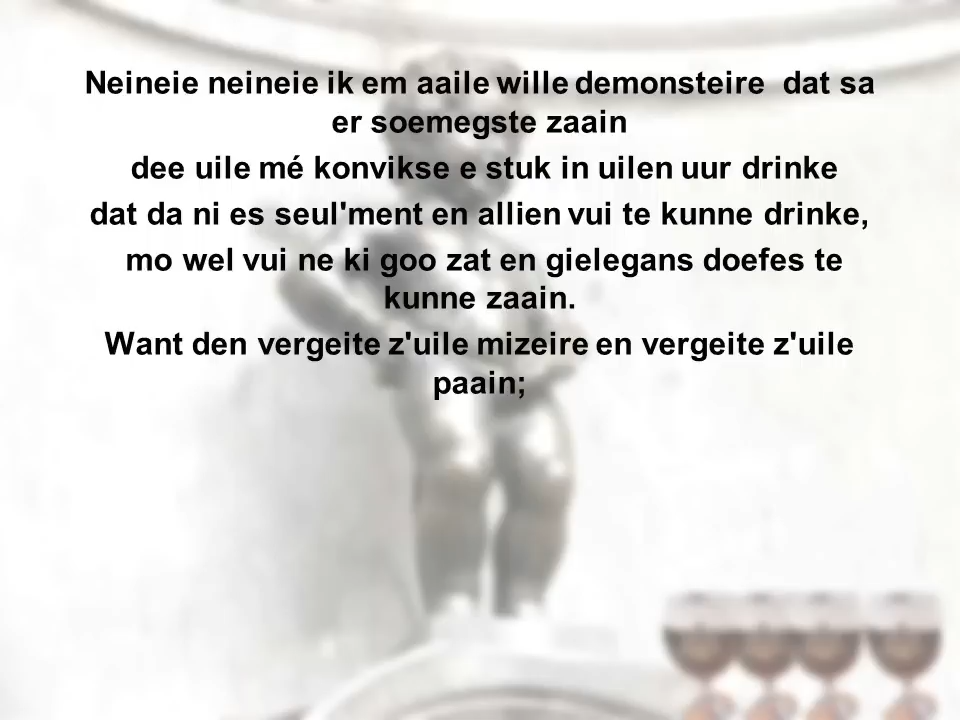 Neineie neineie ik em aaile wille demonsteire  dat sa
er soemegste zaain
dee uile mé konvikse e stuk in uilen uur drinke
dat da ni es seul'ment en allien vui te kunne drinke,
mo wel vui ne ki goo zat en gielegans doefes te
kunne zaain.
Want den vergeite z'uile mizeire en vergeite z'uile
paain;